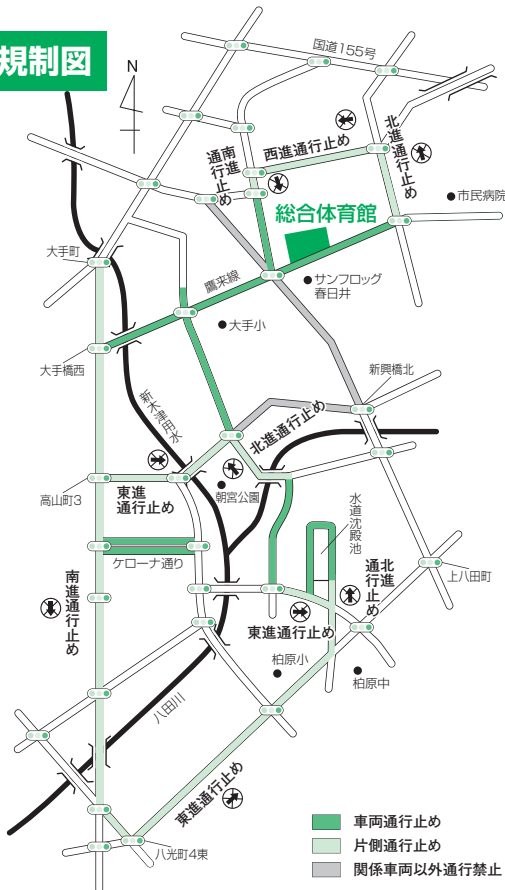 規制図
N
国道155号
北進通行止め
西進通行止め
南進
通行止め
総合体育館
市民病院
大手町
鷹来線
サンフロッグ
春日井
大手小
大手橋西
新木津用水
新興橋北
北進通行止め
朝宮公園
高山町3
東進
通行止め
水道沈殿池
ケローナ通り
上八田町
北進
通行止め
南進通行止め
東進通行止め
柏原小
柏原中
八田川
東進通行止め
八光町4東
車両通行止め
片側通行止め
関係車両以外通行禁止